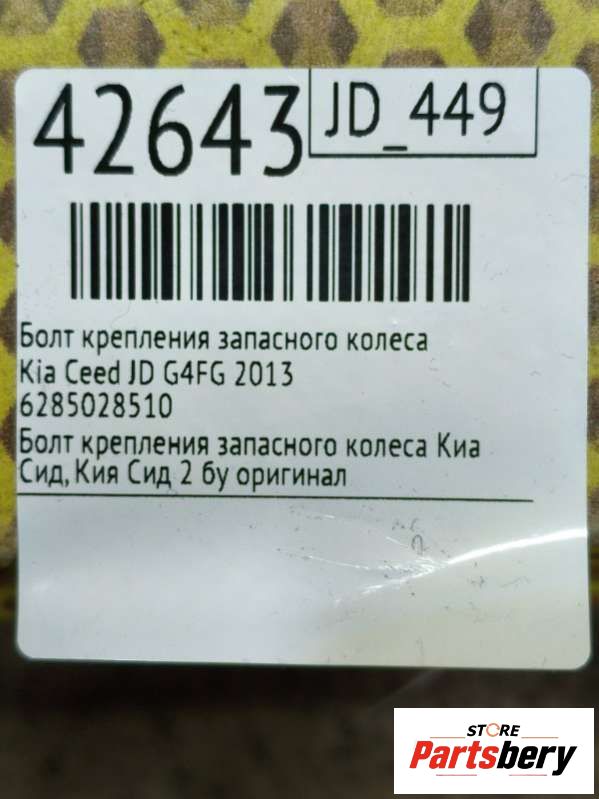 42643
JD_449
Болт крепления запасного колеса
Kia Ceed JD G4FG 2013
6285028510
Болт крепления запасного колеса Киа
Сид,Кия Сид 2 бу оригинал
STORE
Partsbery